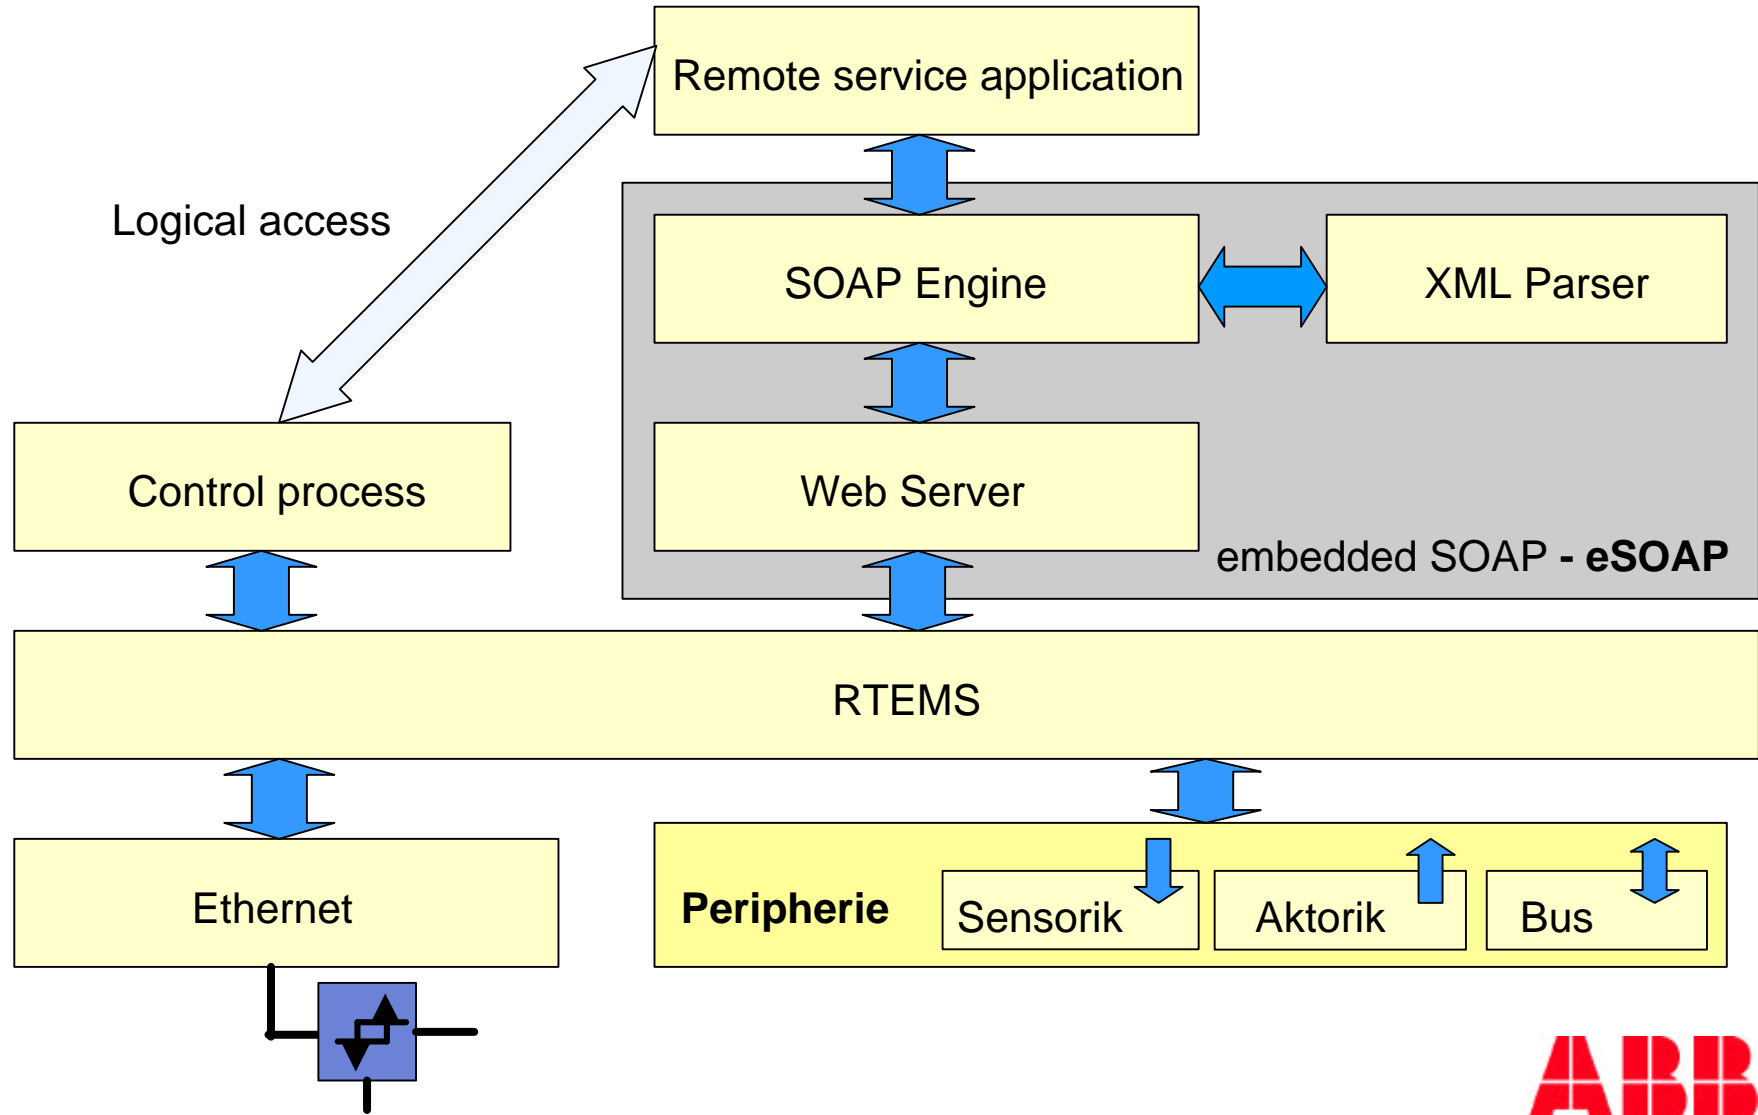 Remote service application
Logical access
SOAP Engine
XML Parser
Control process
Web Server
embedded SOAP - eSOAP
RTEMS
Ethernet
Peripherie
Sensorik
Aktorik
Bus
ABB